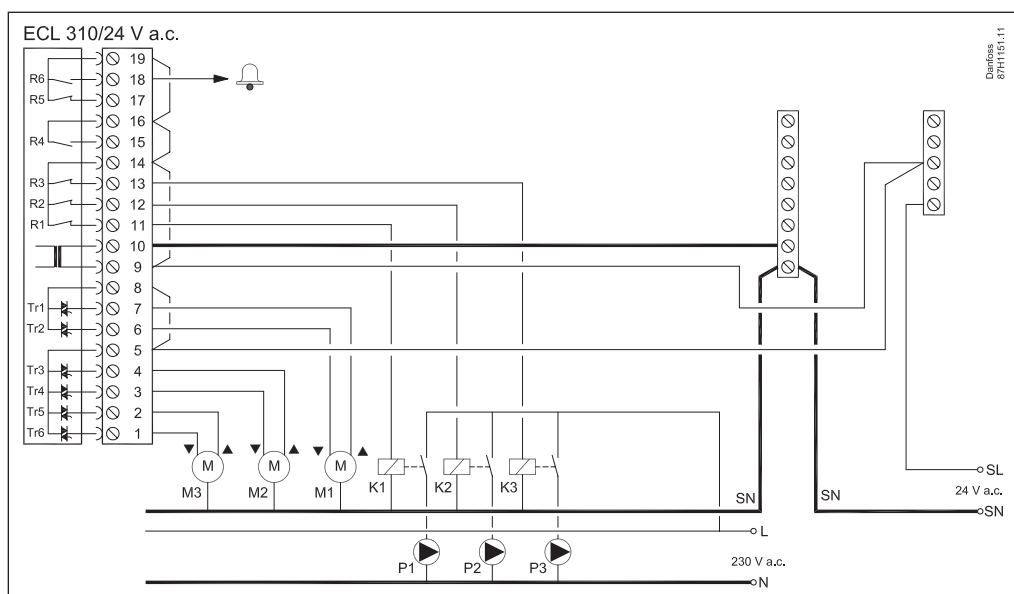 ECL 310/24 V a.c.
Danfoss
87H1151.11
19
R6 18
R5 17
16
R4 15
14
R3 13
R2 12
R1 11
10
9
8
Tr1 7
Tr2 6
5
Tr3 4
Tr4 3
Tr5 2
Tr6 1
M M M
M3 M2 M1 K1 K2 K3
SL
24 V a.c.
SN SN SN
L
P1 P2 P3
230 V a.c.
N